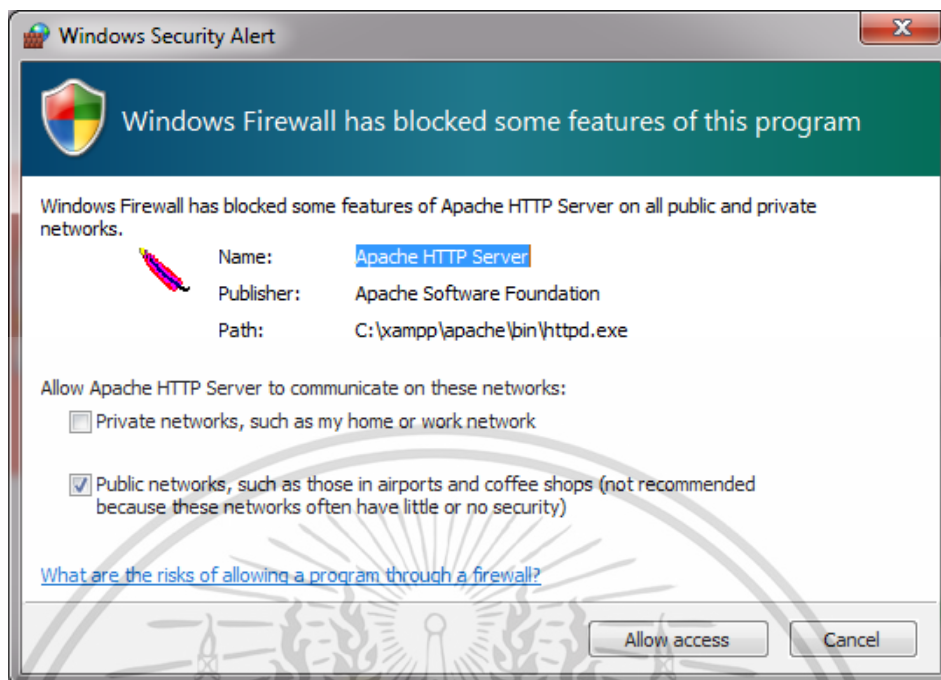 Windows Security Alert
Windows Firewall has blocked some features of this program
Windows Firewall has blocked some features of Apache HTTP Server on all public and private
networks.
Name: Apache HTTP Server
Publisher: Apache Software Foundation
Path: C:\xampp\apache\bin\httpd.exe
Allow Apache HTTP Server to communicate on these networks:
Private networks, such as my home or work network
Public networks, such as those in airports and coffee shops (not recommended
because these networks often have little or no security)
What are the risks of allowing a program through a firewall?
Allow access Cancel